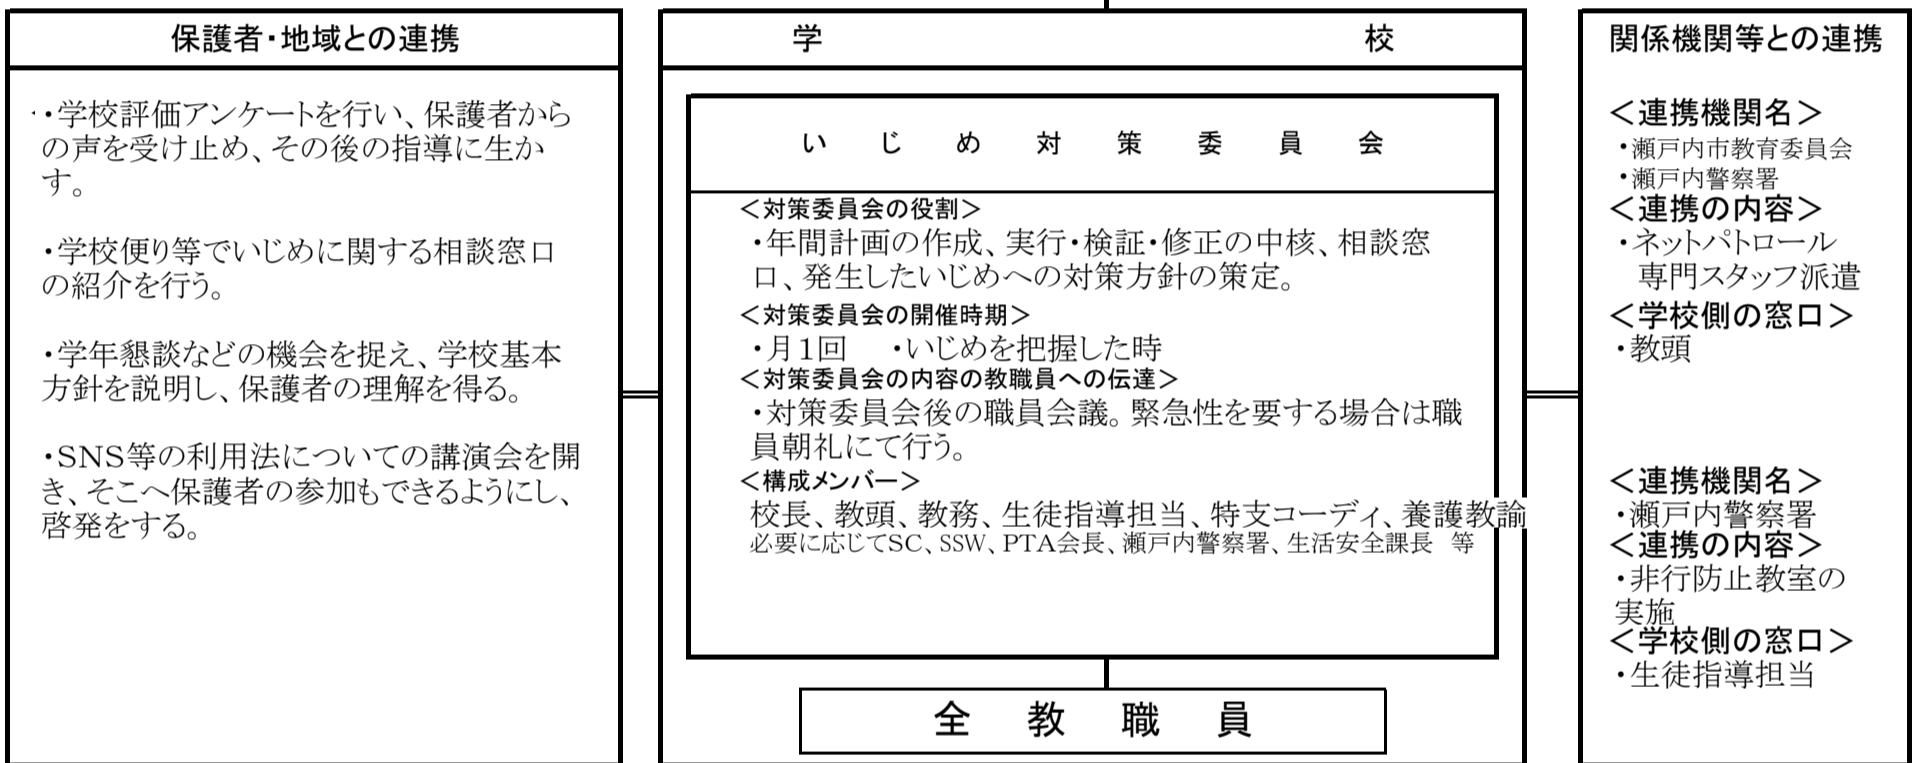 保護者・地域との連携
・学校評価アンケートを行い、保護者から
の声を受け止め、その後の指導に生か
す。
・学校便り等でいじめに関する相談窓口
の紹介を行う。
・学年懇談などの機会を捉え、学校基本
方針を説明し、保護者の理解を得る。
・SNS等の利用法についての講演会を開
き、そこへ保護者の参加もできるようにし、
啓発をする。
学 校
いじめ対策委員会
＜対策委員会の役割＞
・年間計画の作成、実行・検証・修正の中核、相談窓
口、発生したいじめへの対策方針の策定。
＜対策委員会の開催時期＞
・月１回　・いじめを把握した時
＜対策委員会の内容の教職員への伝達＞
・対策委員会後の職員会議。緊急性を要する場合は職
員朝礼にて行う。
＜構成メンバー＞
校長、教頭、教務、生徒指導担当、特支コーディ、養護教諭
必要に応じてSC、SSW、PTA会長、瀬戸内警察署、生活安全課長　等
全教職員
関係機関等との連携
＜連携機関名＞
・瀬戸内市教育委員会
・瀬戸内警察署
＜連携の内容＞
・ネットパトロール
専門スタッフ派遣
＜学校側の窓口＞
・教頭
＜連携機関名＞
・瀬戸内警察署
＜連携の内容＞
・非行防止教室の
実施
＜学校側の窓口＞
・生徒指導担当